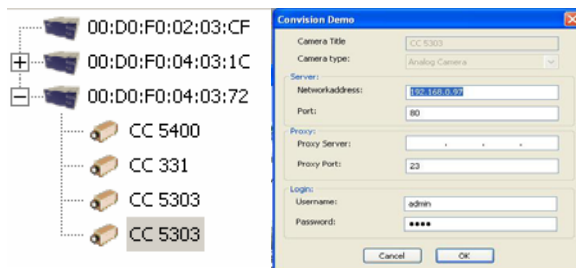 00:D0:F0:02:03:CF
00:D0:F0:04:03:1C
00:D0:F0:04:03:72
CC 5400
CC 331
CC 5303
CC 5303
Convision Demo
Camera Title
CC 5303
Camera type:
Analog Camera
Server:
Networkaddress:
192.168.0.97
Port:
80
Proxy:
Proxy Server:
. . .
Proxy Port:
23
Login:
Username:
admin
Password:
••••
Cancel OK